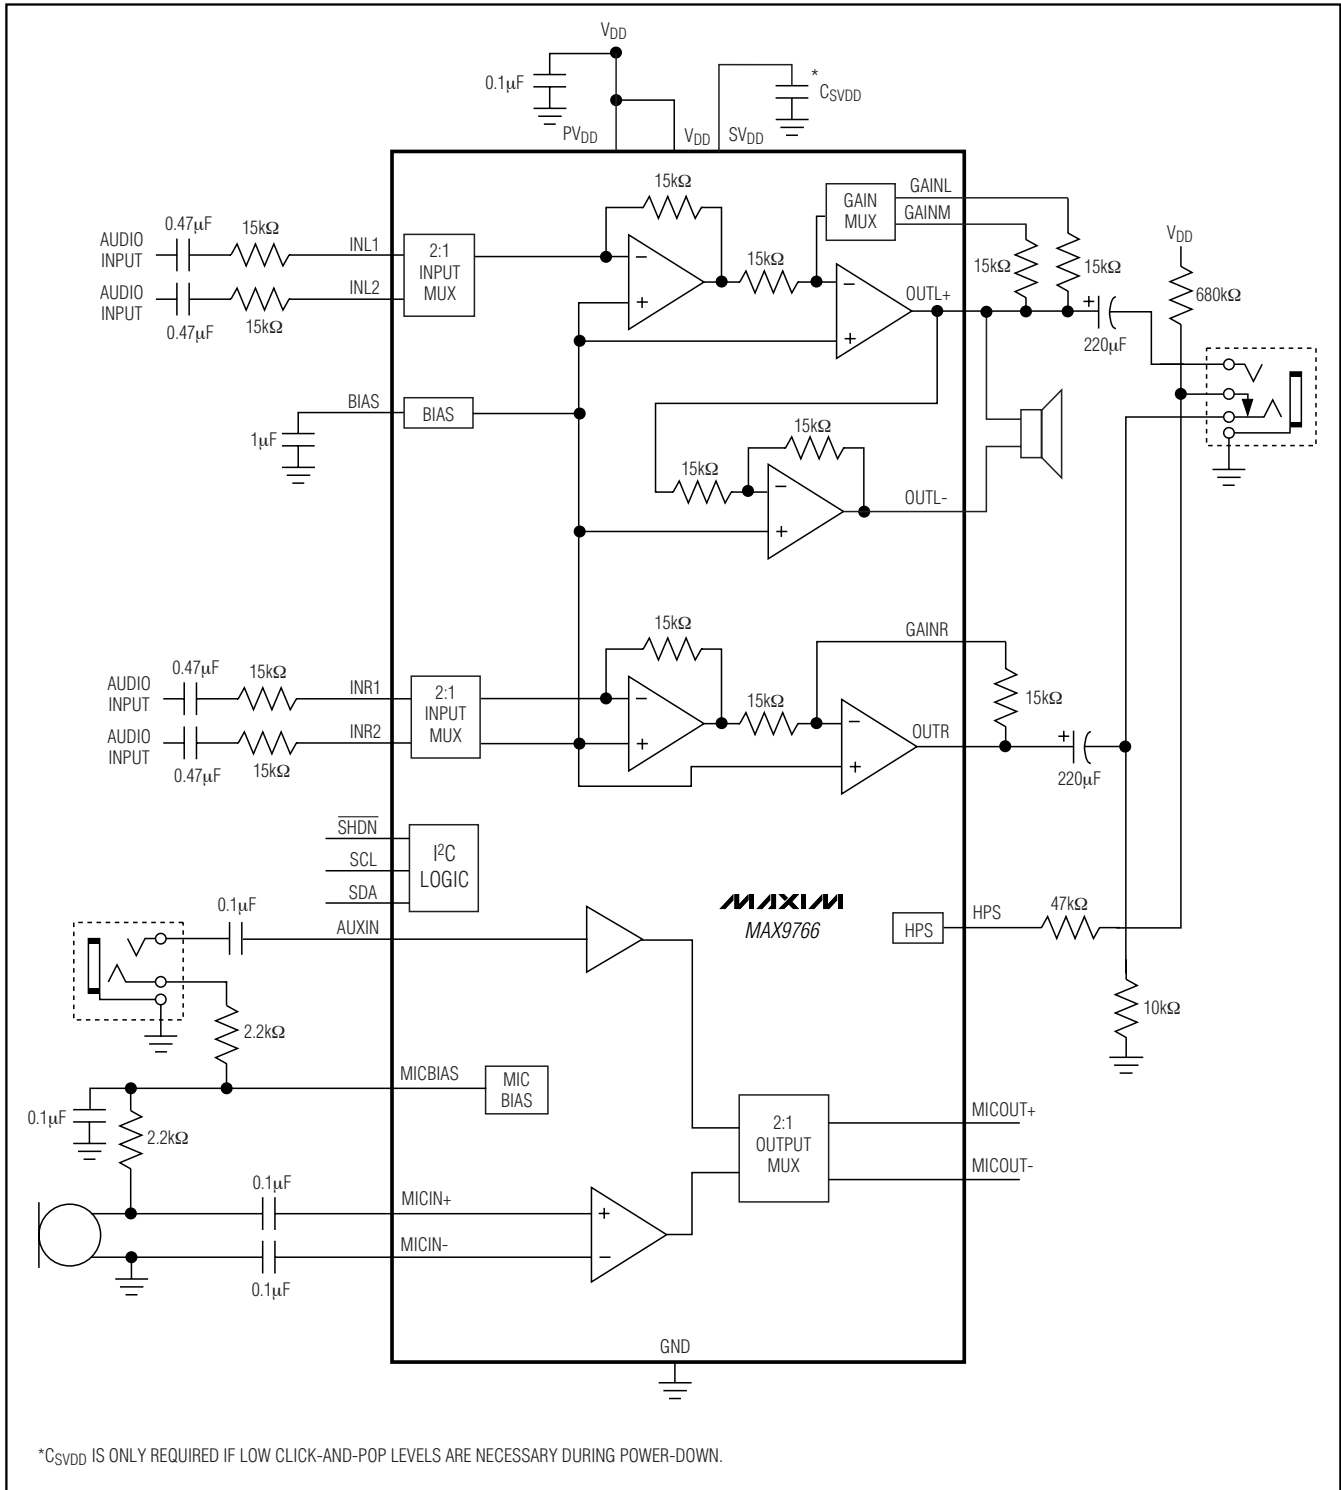 V_DD
0.1µF
* C_SVDD
PV_DD V_DD SV_DD
15kΩ
GAIN MUX
GAINL
GAINM
AUDIO INPUT
0.47µF
15kΩ
INL1
2:1 INPUT MUX
AUDIO INPUT
0.47µF
15kΩ
INL2
−
+
15kΩ
−
+
OUTL+
15kΩ
15kΩ
+
220µF
V_DD
680kΩ
BIAS
BIAS
1µF
15kΩ
15kΩ
−
+
OUTL-
15kΩ
GAINR
AUDIO INPUT
0.47µF
15kΩ
INR1
2:1 INPUT MUX
AUDIO INPUT
0.47µF
15kΩ
INR2
−
+
15kΩ
−
+
15kΩ
OUTR
+
220µF
SHDN
SCL
SDA
I²C LOGIC
MAXIM
MAX9766
HPS
HPS
47kΩ
0.1µF
AUXIN
10kΩ
2.2kΩ
MICBIAS
MIC BIAS
0.1µF
2.2kΩ
2:1 OUTPUT MUX
MICOUT+
MICOUT-
0.1µF
MICIN+
+
MICIN-
−
0.1µF
GND
*C_SVDD IS ONLY REQUIRED IF LOW CLICK-AND-POP LEVELS ARE NECESSARY DURING POWER-DOWN.